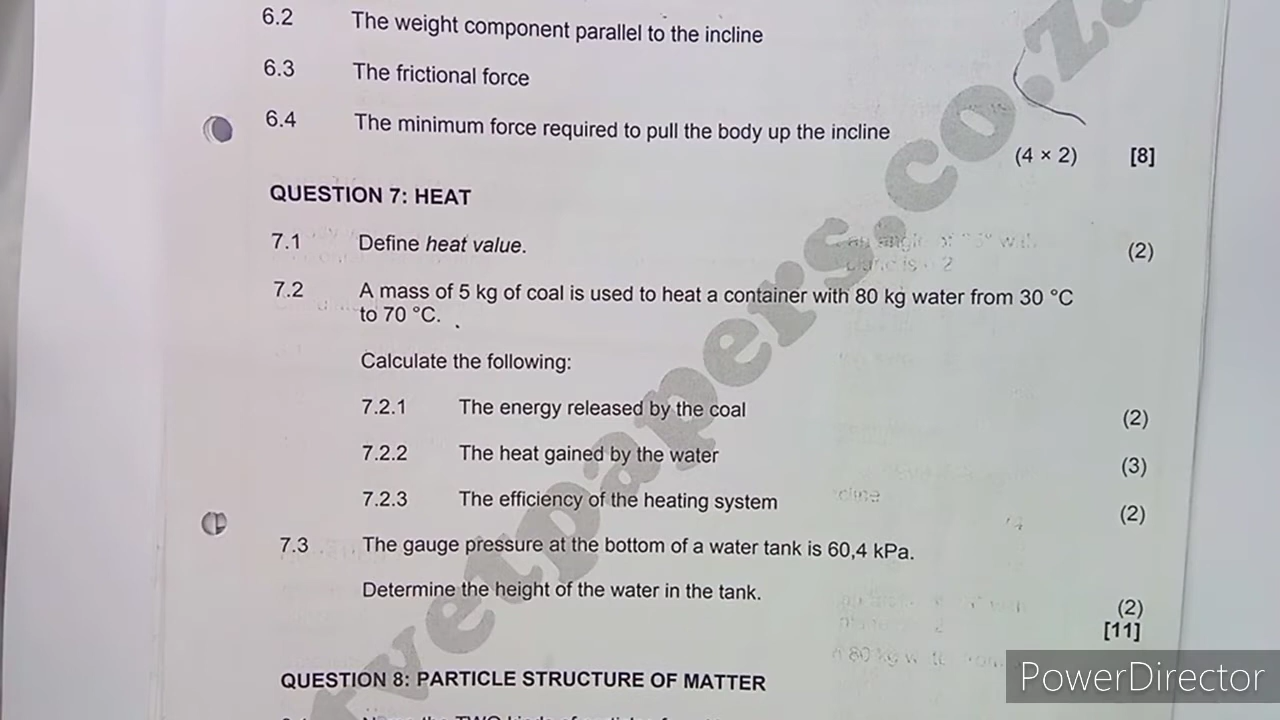 6.2 The weight component parallel to the incline
6.3 The frictional force
6.4 The minimum force required to pull the body up the incline
(4 × 2) [8]
QUESTION 7: HEAT
7.1 Define heat value. (2)
7.2 A mass of 5 kg of coal is used to heat a container with 80 kg water from 30 °C
to 70 °C.
Calculate the following:
7.2.1 The energy released by the coal (2)
7.2.2 The heat gained by the water (3)
7.2.3 The efficiency of the heating system (2)
7.3 The gauge pressure at the bottom of a water tank is 60,4 kPa.
Determine the height of the water in the tank. (2)
[11]
QUESTION 8: PARTICLE STRUCTURE OF MATTER
tvetpapers.co.za
PowerDirector